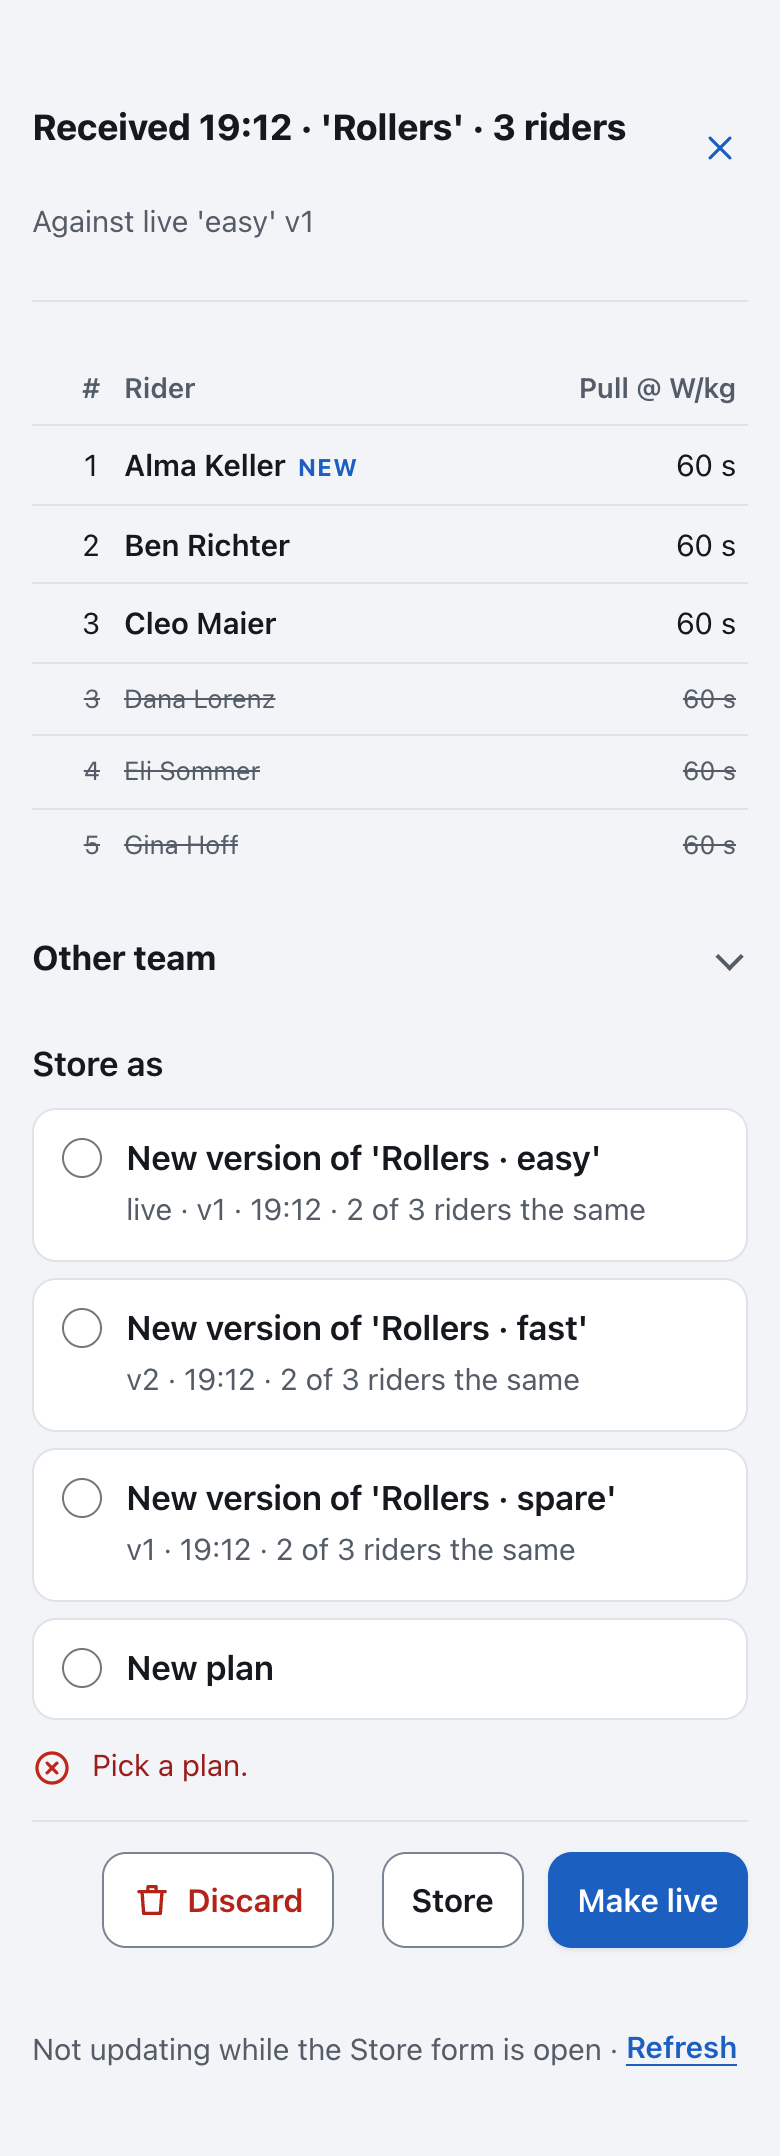 Received 19:12 · 'Rollers' · 3 riders
Against live 'easy' v1
# Rider Pull @ W/kg
1 Alma Keller NEW 60 s
2 Ben Richter 60 s
3 Cleo Maier 60 s
3 Dana Lorenz 60 s
4 Eli Sommer 60 s
5 Gina Hoff 60 s
Other team
Store as
New version of 'Rollers · easy'
live · v1 · 19:12 · 2 of 3 riders the same
New version of 'Rollers · fast'
v2 · 19:12 · 2 of 3 riders the same
New version of 'Rollers · spare'
v1 · 19:12 · 2 of 3 riders the same
New plan
Pick a plan.
Discard Store Make live
Not updating while the Store form is open · Refresh